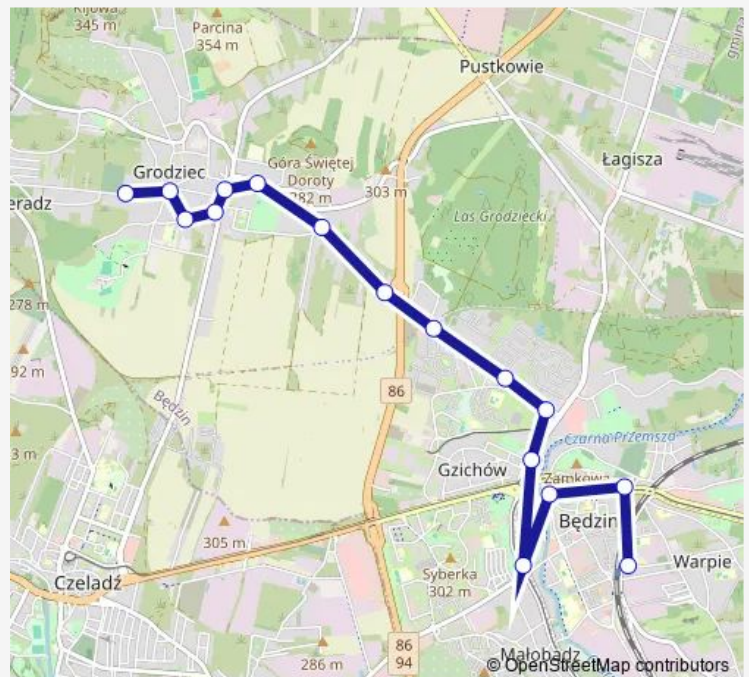 Kijowa
345 m
Parcina
354 m
Pustkowie
gmina
Grodziec
Góra Świętej
Doroty
382 m
303 m
Łagisza
eradz
Las Grodziecki
278 m
92 m
Będzin
86
3 m
Czarna Przemsza
Gzichów
Zamkowa
Będzin
305 m
Syberka
302 m
Warpie
Czeladź
Małobądz
286 m
86
94
© OpenStreetMap contributors